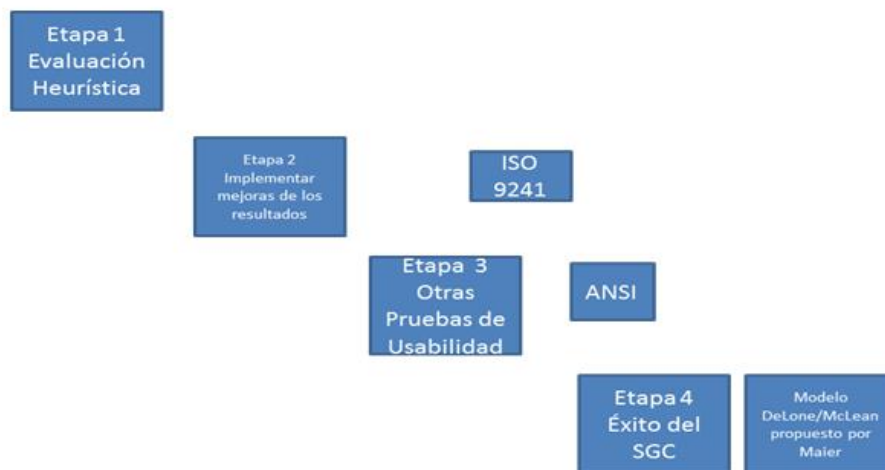 Etapa 1
Evaluación
Heurística
Etapa 2
Implementar
mejoras de los
resultados
ISO
9241
Etapa 3
Otras
Pruebas de
Usabilidad
ANSI
Etapa 4
Éxito del
SGC
Modelo
DeLone/McLean
propuesto por
Maier